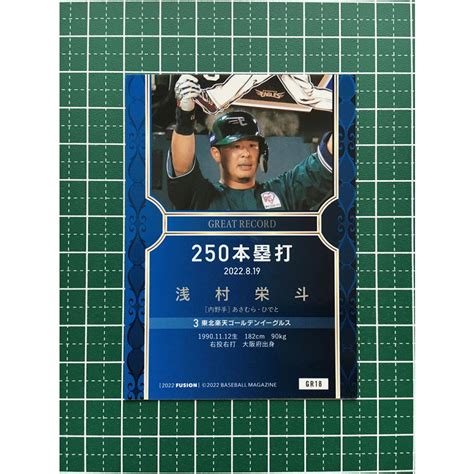 EAGLES
GREAT RECORD
250本塁打
2022.8.19
浅村栄斗
[内野手] あさむら・ひでと
3 東北楽天ゴールデンイーグルス
1990.11.12生 182cm 90kg
右投右打 大阪府出身
[2022 FUSION] ©2022 BASEBALL MAGAZINE
GR18